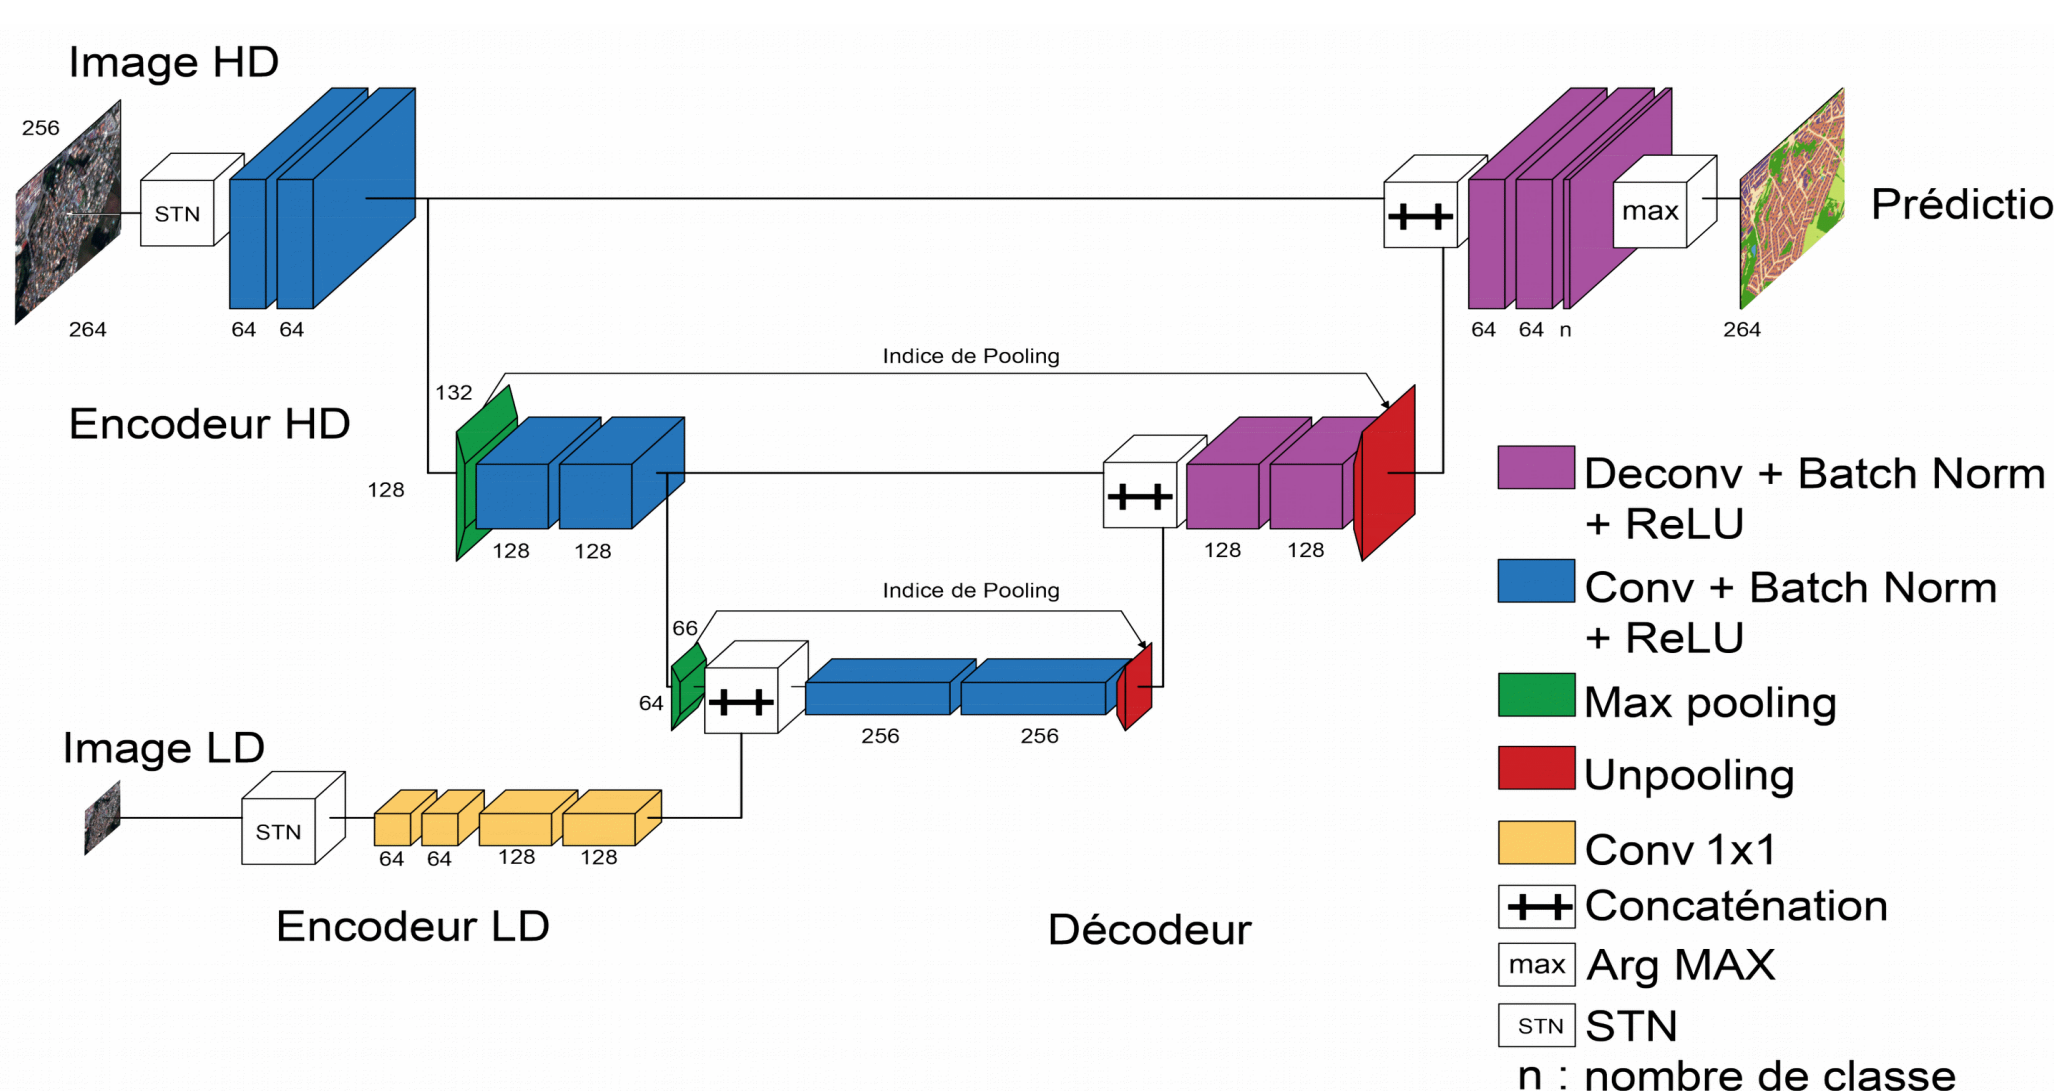 Image HD
256
STN
max
Prédictio
264
64 64
64 64 n
264
Indice de Pooling
132
Encodeur HD
128
128 128
128 128
Indice de Pooling
66
64
256 256
Image LD
STN
64 64 128 128
Encodeur LD
Décodeur
Deconv + Batch Norm
+ ReLU
Conv + Batch Norm
+ ReLU
Max pooling
Unpooling
Conv 1x1
Concaténation
max Arg MAX
STN STN
n : nombre de classe